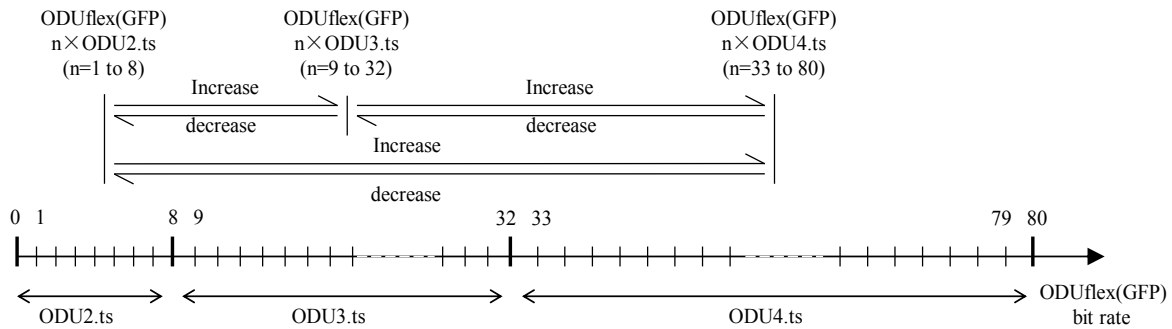 ODUflex(GFP)
n×ODU2.ts
(n=1 to 8)
ODUflex(GFP)
n×ODU3.ts
(n=9 to 32)
ODUflex(GFP)
n×ODU4.ts
(n=33 to 80)
Increase
decrease
Increase
decrease
Increase
decrease
0 1 8 9 32 33 79 80
ODU2.ts
ODU3.ts
ODU4.ts
ODUflex(GFP)
bit rate